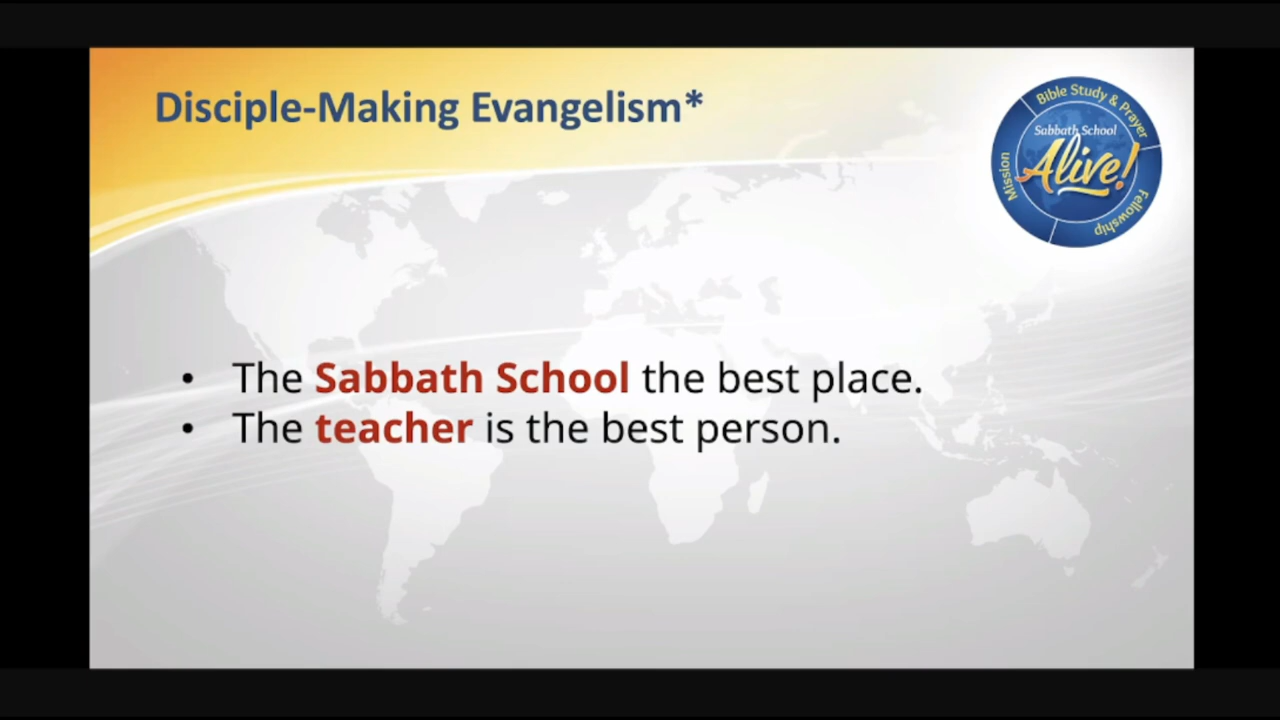 Disciple-Making Evangelism*
Bible Study & Prayer
Sabbath School
Alive!
Mission
Fellowship
• The Sabbath School the best place.
• The teacher is the best person.